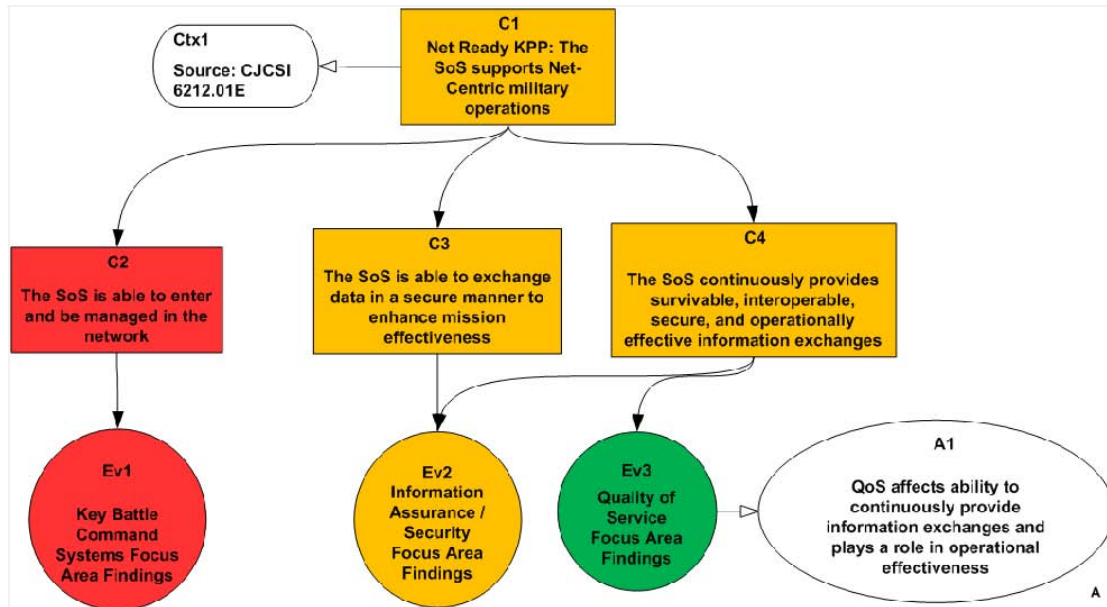 C1
Net Ready KPP: The
SoS supports Net-
Centric military
operations
Ctx1
Source: CJCSI
6212.01E
C2
The SoS is able to enter
and be managed in the
network
C3
The SoS is able to exchange
data in a secure manner to
enhance mission
effectiveness
C4
The SoS continuously provides
survivable, interoperable,
secure, and operationally
effective information exchanges
Ev1
Key Battle
Command
Systems Focus
Area Findings
Ev2
Information
Assurance /
Security
Focus Area
Findings
Ev3
Quality of
Service
Focus Area
Findings
A1
QoS affects ability to
continuously provide
information exchanges and
plays a role in operational
effectiveness
A